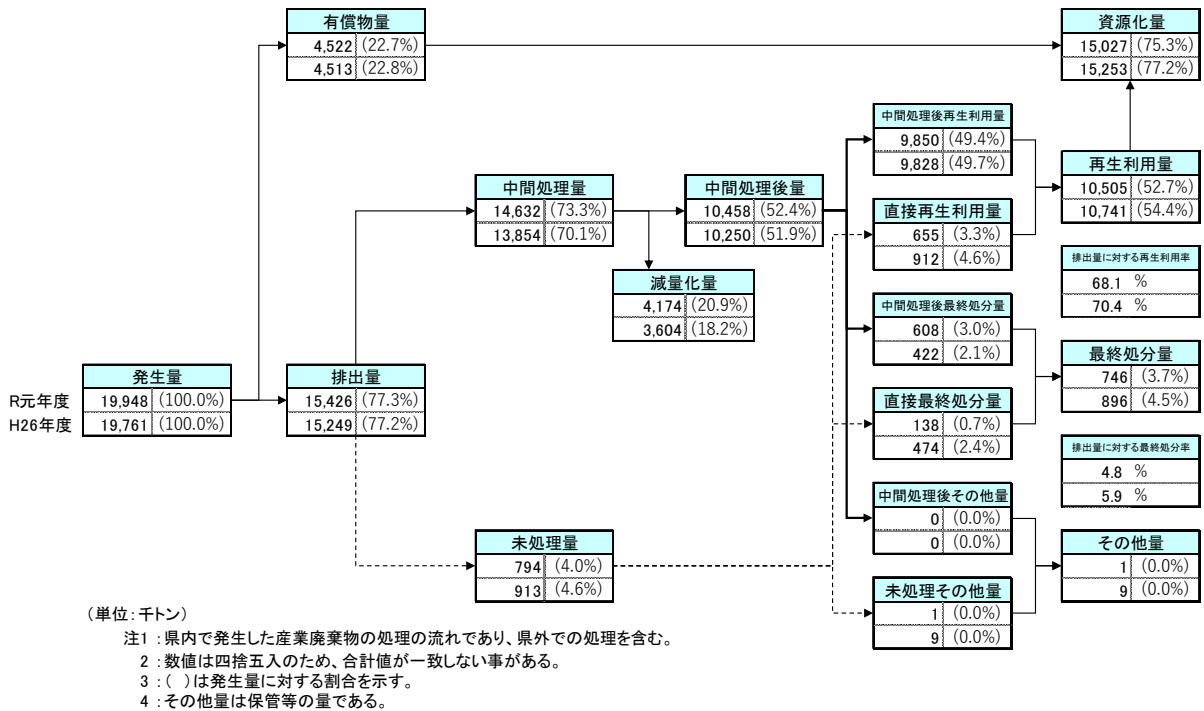 有償物量
4,522 (22.7%)
4,513 (22.8%)
資源化量
15,027 (75.3%)
15,253 (77.2%)
中間処理後再生利用量
9,850 (49.4%)
9,828 (49.7%)
再生利用量
10,505 (52.7%)
10,741 (54.4%)
中間処理量
14,632 (73.3%)
13,854 (70.1%)
中間処理後量
10,458 (52.4%)
10,250 (51.9%)
直接再生利用量
655 (3.3%)
912 (4.6%)
排出量に対する再生利用率
68.1 %
70.4 %
減量化量
4,174 (20.9%)
3,604 (18.2%)
中間処理後最終処分量
608 (3.0%)
422 (2.1%)
最終処分量
746 (3.7%)
896 (4.5%)
R元年度
H26年度
発生量
19,948 (100.0%)
19,761 (100.0%)
排出量
15,426 (77.3%)
15,249 (77.2%)
直接最終処分量
138 (0.7%)
474 (2.4%)
排出量に対する最終処分率
4.8 %
5.9 %
中間処理後その他量
0 (0.0%)
0 (0.0%)
未処理量
794 (4.0%)
913 (4.6%)
その他量
1 (0.0%)
9 (0.0%)
未処理その他量
1 (0.0%)
9 (0.0%)
(単位:千トン)
注1 :県内で発生した産業廃棄物の処理の流れであり、県外での処理を含む。
2 :数値は四捨五入のため、合計値が一致しない事がある。
3 :( )は発生量に対する割合を示す。
4 :その他量は保管等の量である。